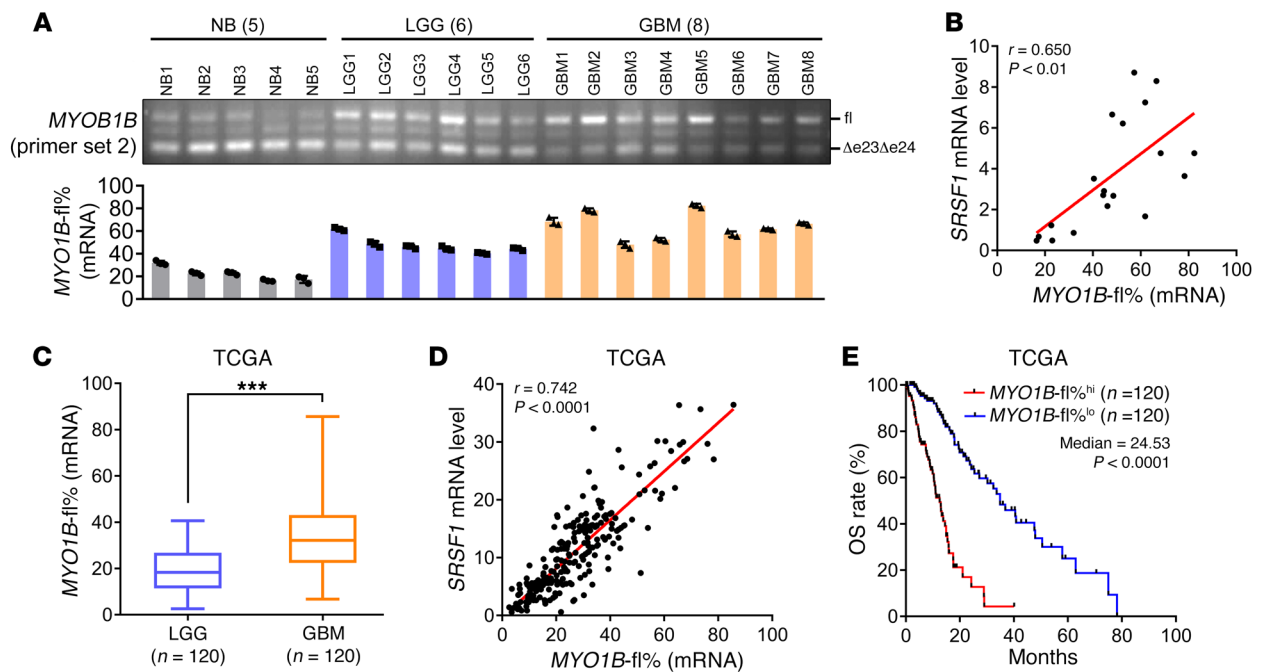 A
NB (5)
LGG (6)
GBM (8)
NB1
NB2
NB3
NB4
NB5
LGG1
LGG2
LGG3
LGG4
LGG5
LGG6
GBM1
GBM2
GBM3
GBM4
GBM5
GBM6
GBM7
GBM8
MYOB1B
(primer set 2)
fl
Δe23Δe24
MYO1B-fl%
(mRNA)
100
80
60
40
20
0
B
r = 0.650
P < 0.01
SRSF1 mRNA level
10
8
6
4
2
0
0 20 40 60 80 100
MYO1B-fl% (mRNA)
C
TCGA
***
MYO1B-fl% (mRNA)
100
80
60
40
20
0
LGG
(n = 120)
GBM
(n = 120)
D
TCGA
r = 0.742
P < 0.0001
SRSF1 mRNA level
40
30
20
10
0
0 20 40 60 80 100
MYO1B-fl% (mRNA)
E
TCGA
MYO1B-fl%hi (n =120)
MYO1B-fl%lo (n =120)
Median = 24.53
P < 0.0001
OS rate (%)
100
80
60
40
20
0
0 20 40 60 80 100
Months